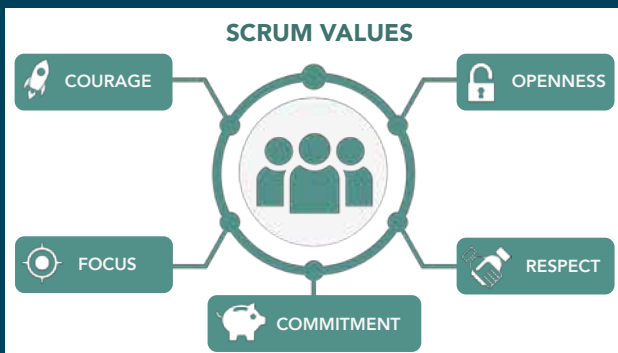 SCRUM VALUES
COURAGE
OPENNESS
FOCUS
RESPECT
COMMITMENT